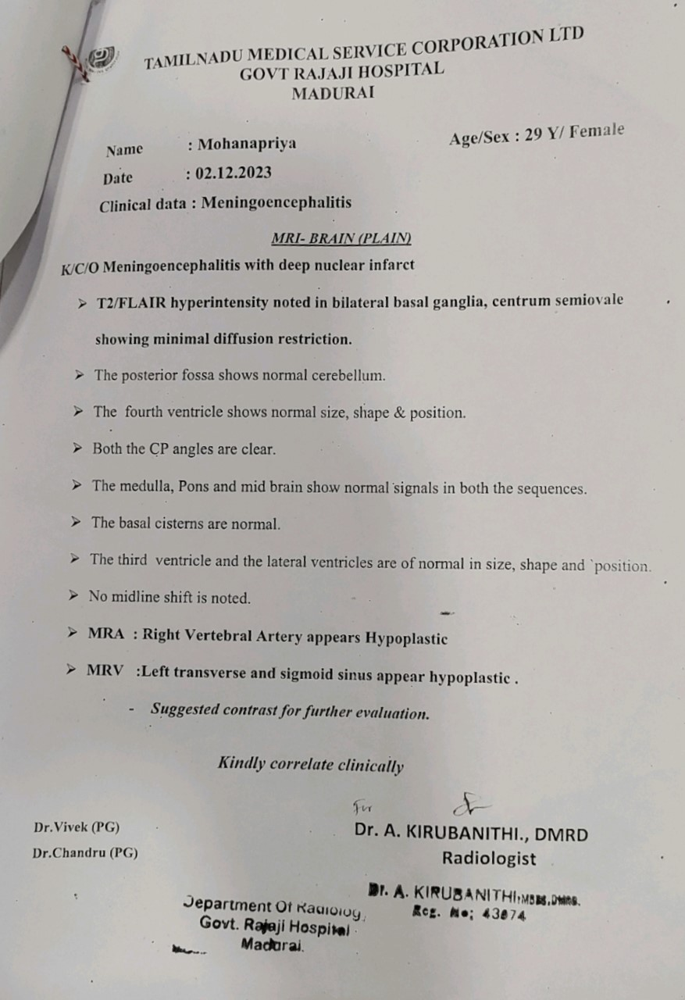 TAMILNADU MEDICAL SERVICE CORPORATION LTD
GOVT RAJAJI HOSPITAL
MADURAI
Name : Mohanapriya
Age/Sex : 29 Y/ Female
Date : 02.12.2023
Clinical data : Meningoencephalitis
MRI- BRAIN (PLAIN)
K/C/O Meningoencephalitis with deep nuclear infarct
➢ T2/FLAIR hyperintensity noted in bilateral basal ganglia, centrum semiovale
showing minimal diffusion restriction.
➢ The posterior fossa shows normal cerebellum.
➢ The fourth ventricle shows normal size, shape & position.
➢ Both the CP angles are clear.
➢ The medulla, Pons and mid brain show normal signals in both the sequences.
➢ The basal cisterns are normal.
➢ The third ventricle and the lateral ventricles are of normal in size, shape and position.
➢ No midline shift is noted.
➢ MRA : Right Vertebral Artery appears Hypoplastic
➢ MRV :Left transverse and sigmoid sinus appear hypoplastic .
- Suggested contrast for further evaluation.
Kindly correlate clinically
For
Dr.Vivek (PG)
Dr.Chandru (PG)
Dr. A. KIRUBANITHI., DMRD
Radiologist
Dr. A. KIRUBANITHI,
Reg. No;
Department Of Radiology,
Govt. Rajaji Hospital
Madurai.